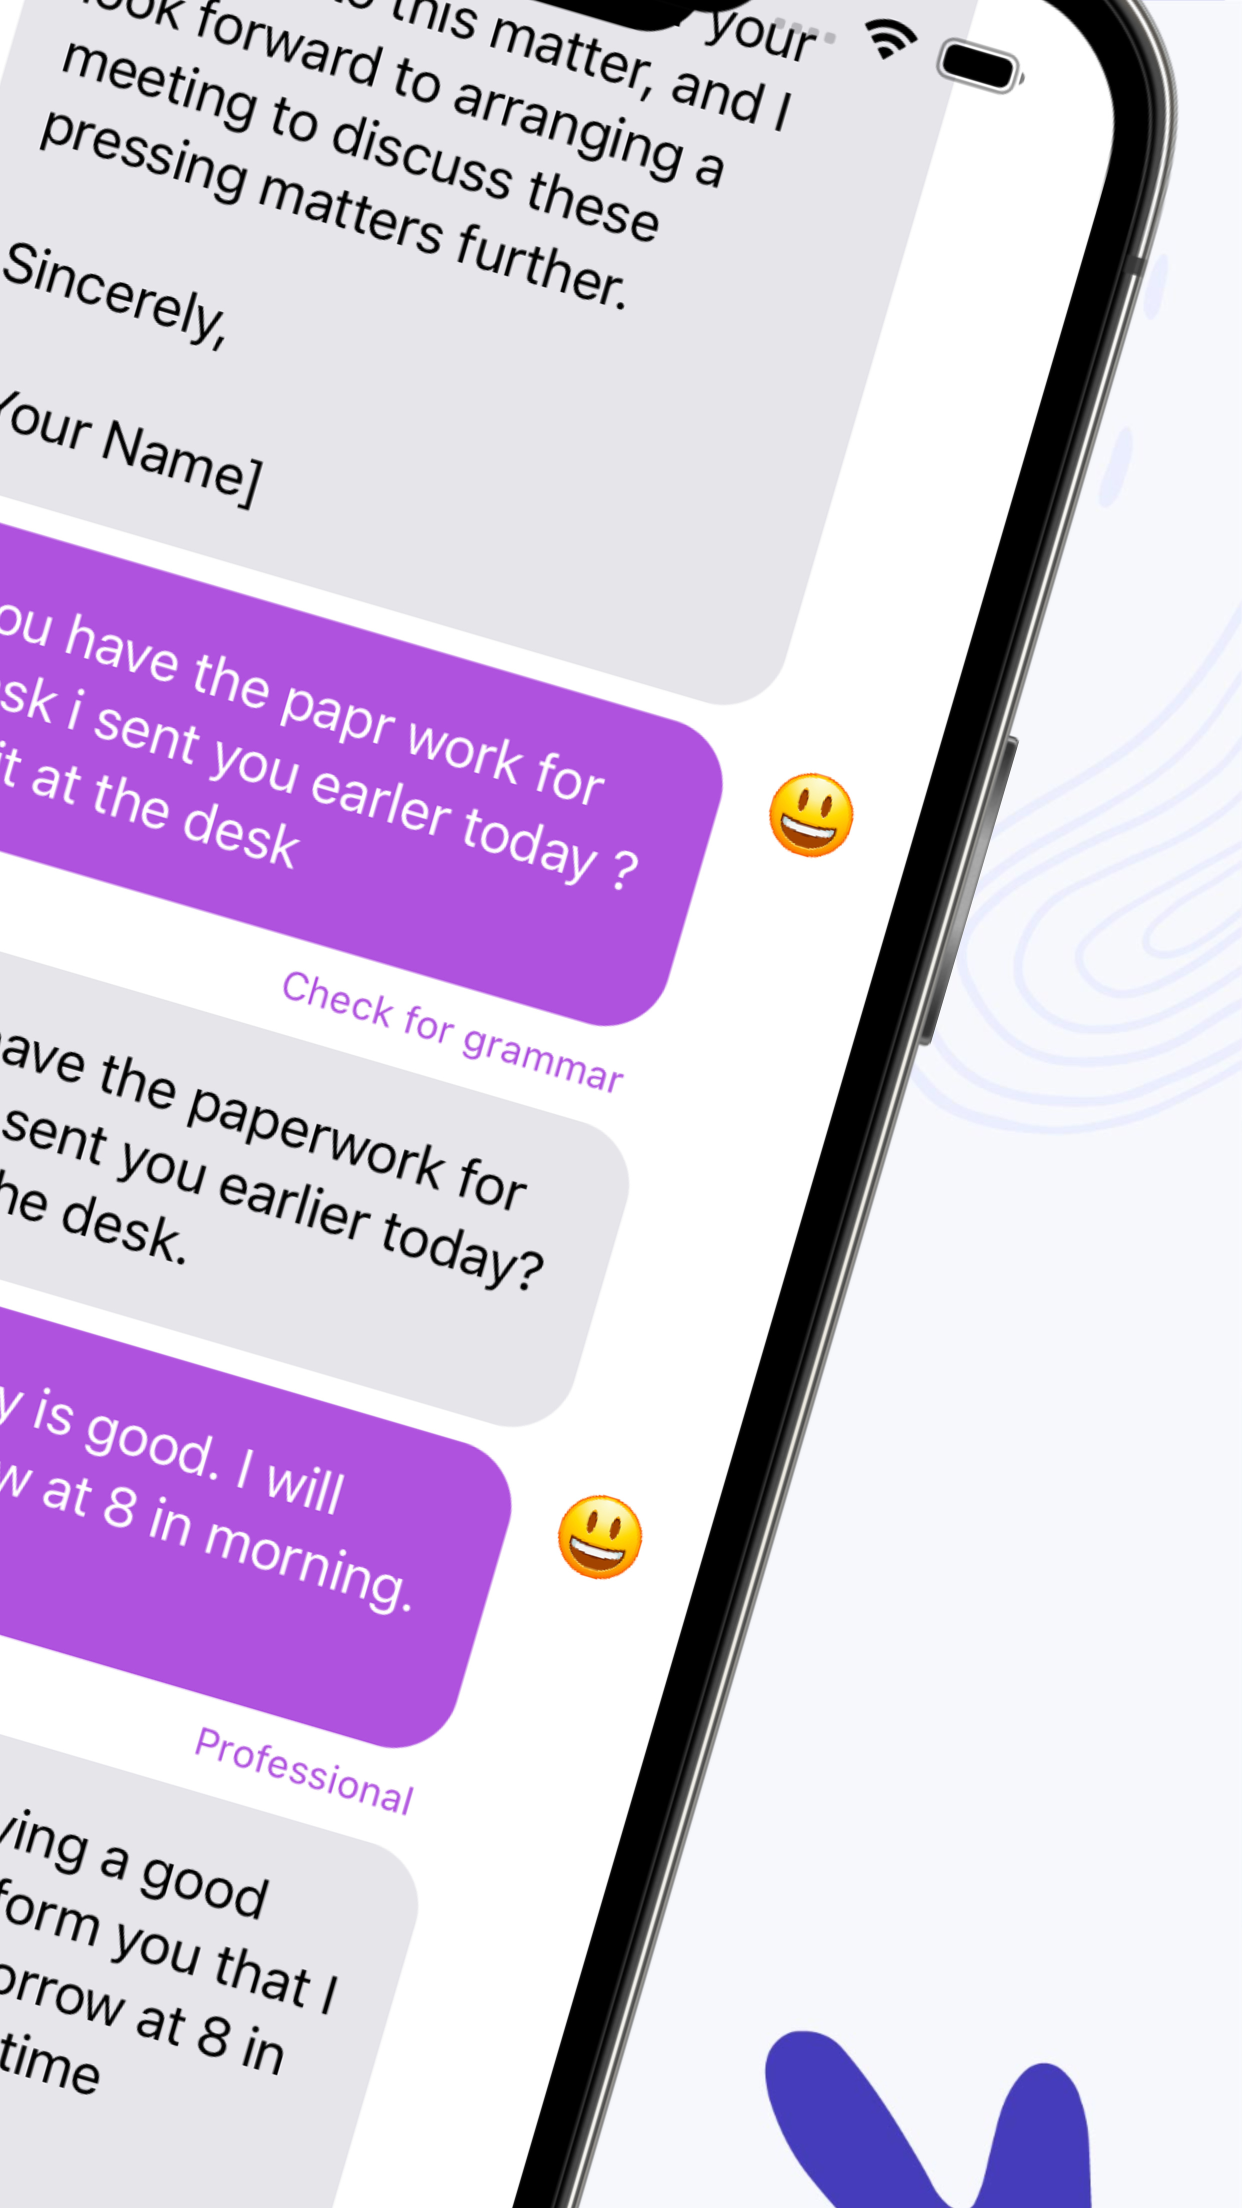 this matter, and I
your
look forward to arranging a
meeting to discuss these
pressing matters further.
Sincerely,
Your Name]
ou have the papr work for
sk i sent you earler today ?
it at the desk
Check for grammar
ave the paperwork for
sent you earlier today?
he desk.
y is good. I will
w at 8 in morning.
Professional
ying a good
form you that I
orrow at 8 in
time